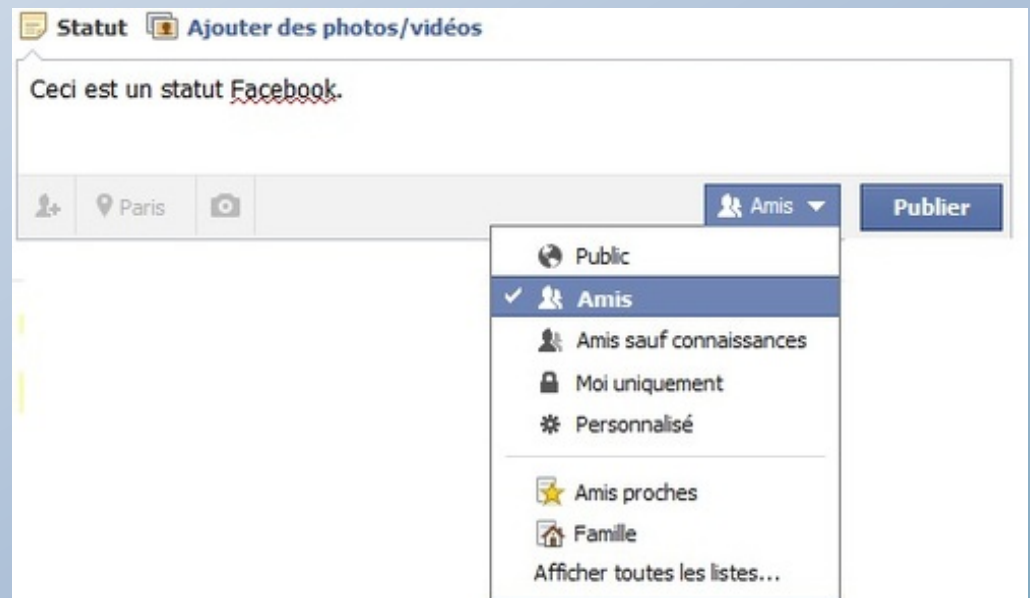 Statut Ajouter des photos/vidéos
Ceci est un statut Facebook.
Paris Amis Publier
Public
Amis
Amis sauf connaissances
Moi uniquement
Personnalisé
Amis proches
Famille
Afficher toutes les listes...